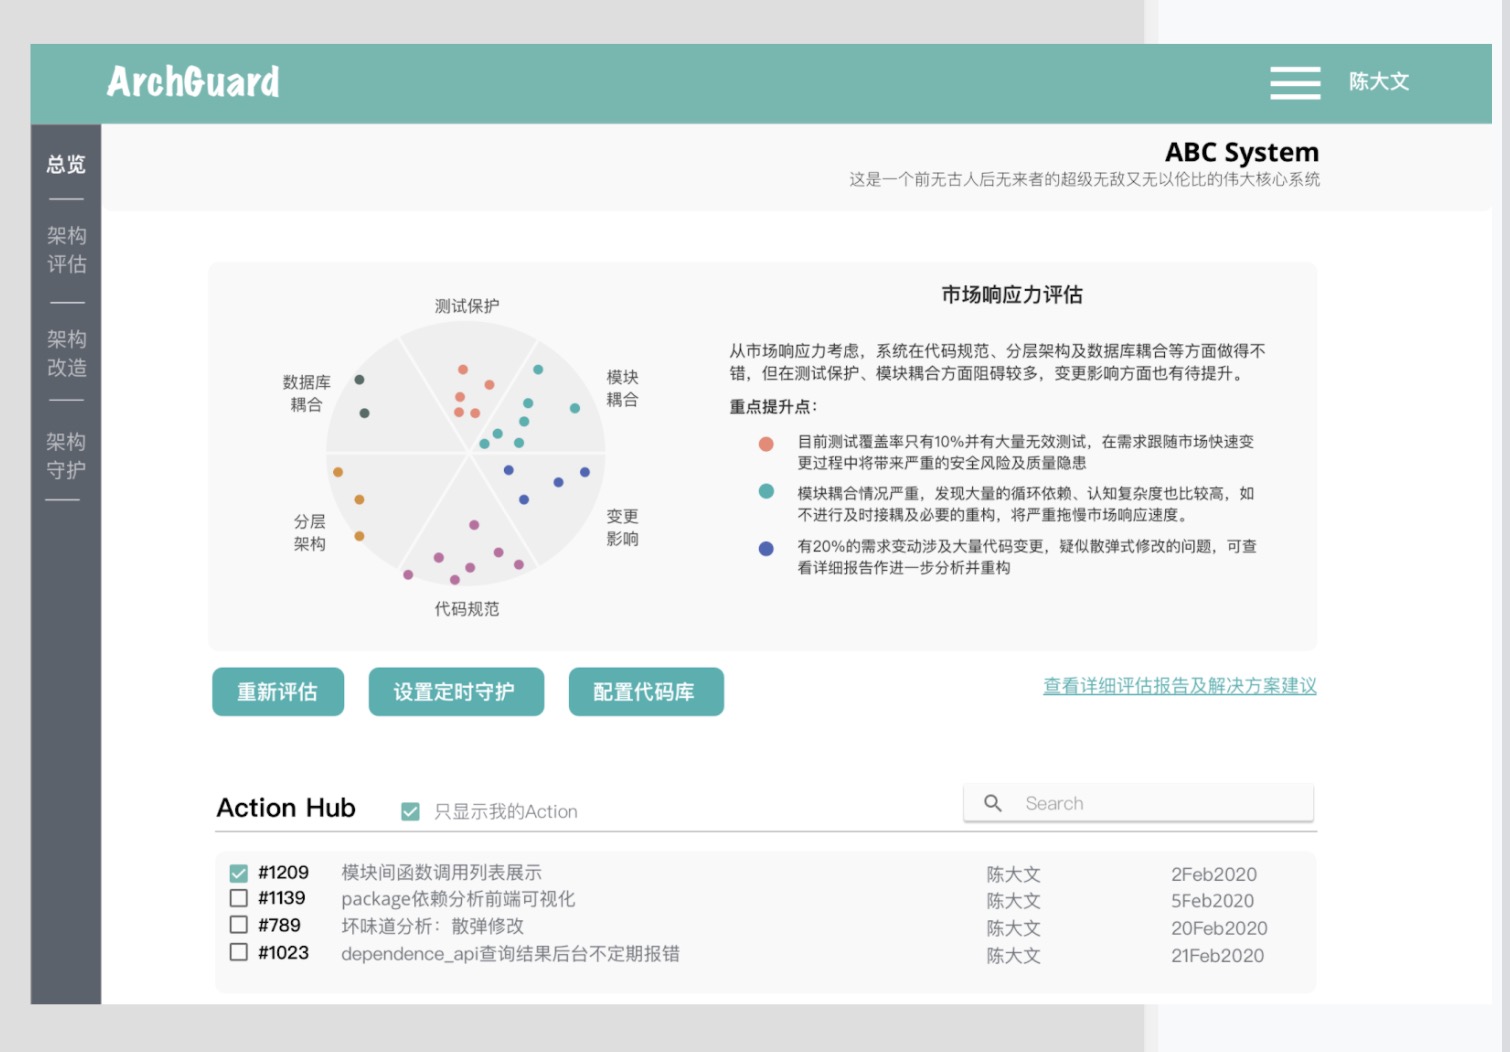 ArchGuard
陈大文
总览
架构
评估
架构
改造
架构
守护
ABC System
这是一个前无古人后无来者的超级无敌又无以伦比的伟大核心系统
测试保护
模块
耦合
变更
影响
代码规范
分层
架构
数据库
耦合
市场响应力评估
从市场响应力考虑，系统在代码规范、分层架构及数据库耦合等方面做得不
错，但在测试保护、模块耦合方面阻碍较多，变更影响方面也有待提升。
重点提升点：
目前测试覆盖率只有10%并有大量无效测试，在需求跟随市场快速变
更过程中将带来严重的安全风险及质量隐患
模块耦合情况严重，发现大量的循环依赖、认知复杂度也比较高，如
不进行及时接耦及必要的重构，将严重拖慢市场响应速度。
有20%的需求变动涉及大量代码变更，疑似散弹式修改的问题，可查
看详细报告作进一步分析并重构
重新评估
设置定时守护
配置代码库
查看详细评估报告及解决方案建议
Action Hub
只显示我的Action
Search
#1209 模块间函数调用列表展示 陈大文 2Feb2020
#1139 package依赖分析前端可视化 陈大文 5Feb2020
#789 坏味道分析：散弹修改 陈大文 20Feb2020
#1023 dependence_api查询结果后台不定期报错 陈大文 21Feb2020